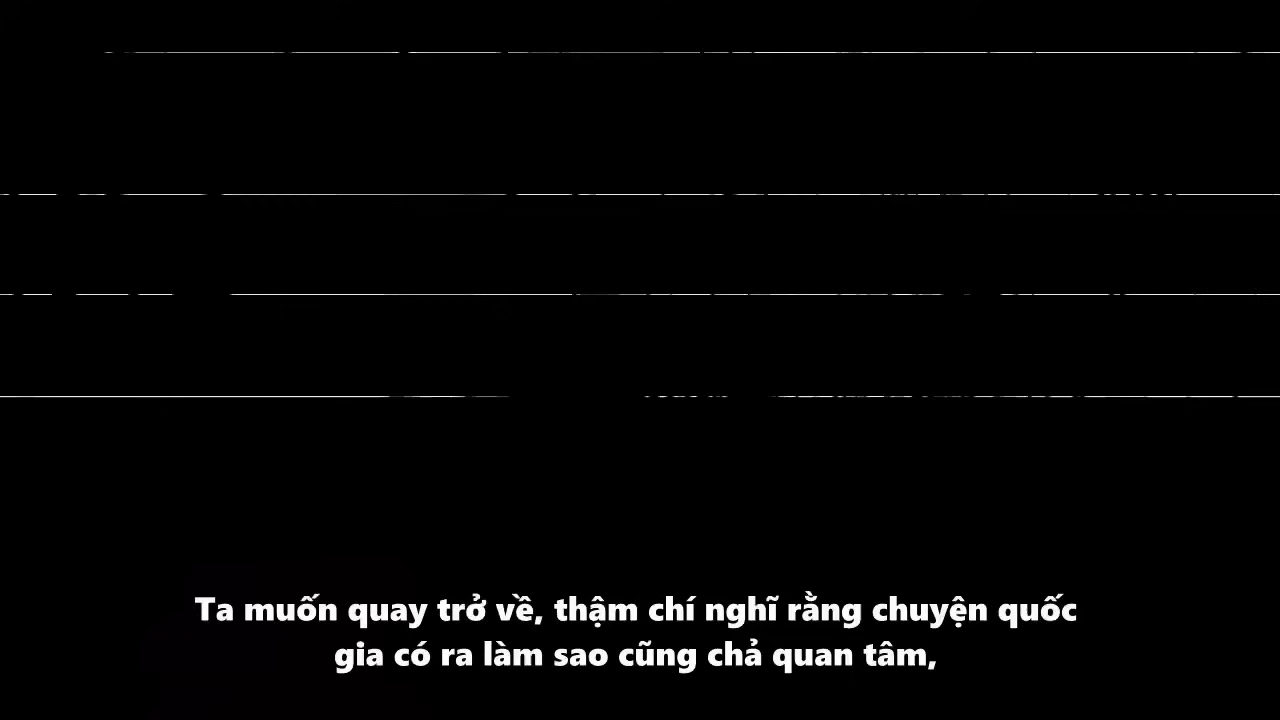 Ta muốn quay trở về, thậm chí nghĩ rằng chuyện quốc
gia có ra làm sao cũng chả quan tâm,